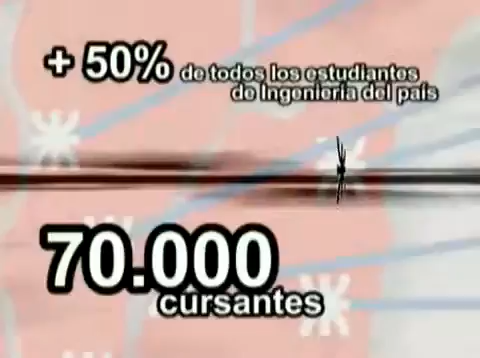 + 50% de todos los estudiantes
de Ingeniería del país
70.000
cursantes